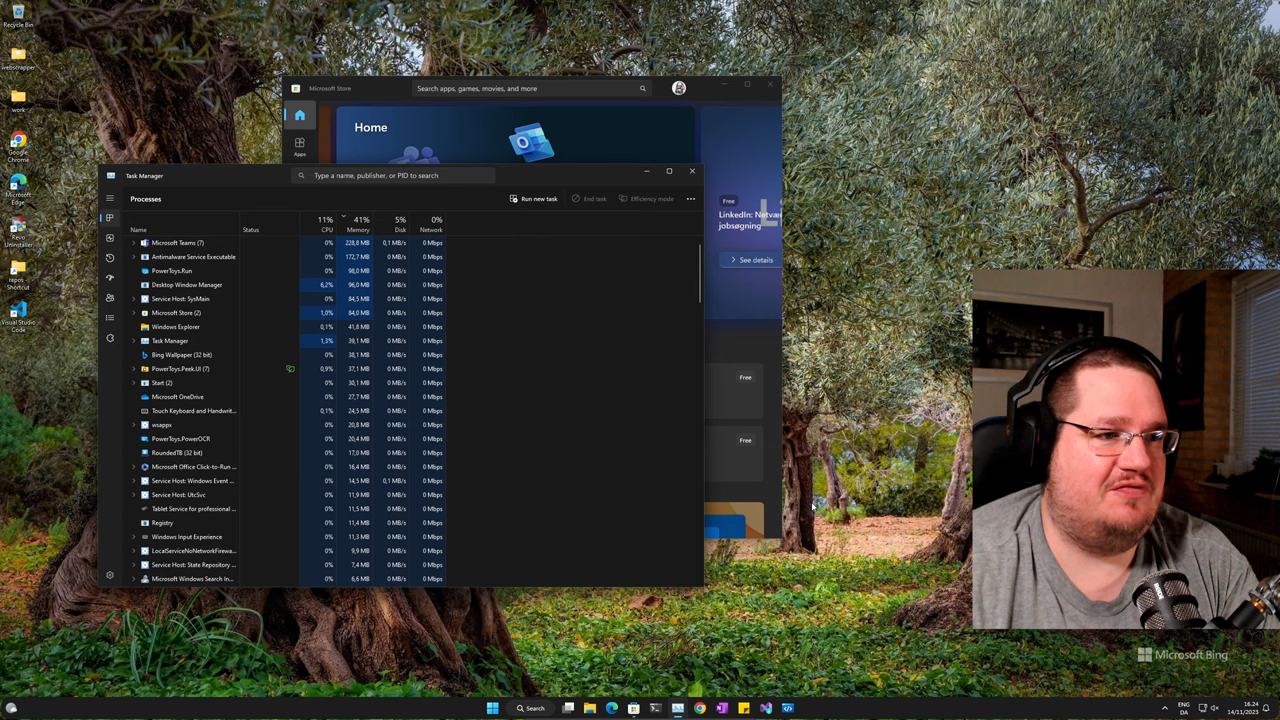 Recycle Bin
webscrapper
work
Google Chrome
Microsoft Edge
Revo Uninstaller
repos - Shortcut
Visual Studio Code
Microsoft Store
Search apps, games, movies, and more
Home
Apps
Free
LinkedIn: Netvæ
jobsøgning
See details
Free
Free
Task Manager
Type a name, publisher, or PID to search
Processes
Run new task
End task
Efficiency mode
11% 41% 5% 0%
Name Status CPU Memory Disk Network
Microsoft Teams (7) 0% 228,8 MB 0,1 MB/s 0 Mbps
Antimalware Service Executable 0% 172,7 MB 0 MB/s 0 Mbps
PowerToys.Run 0% 98,0 MB 0 MB/s 0 Mbps
Desktop Window Manager 6,2% 96,0 MB 0 MB/s 0 Mbps
Service Host: SysMain 0% 84,5 MB 0 MB/s 0 Mbps
Microsoft Store (2) 1,0% 84,0 MB 0 MB/s 0 Mbps
Windows Explorer 0,1% 41,8 MB 0 MB/s 0 Mbps
Task Manager 1,3% 39,1 MB 0 MB/s 0 Mbps
Bing Wallpaper (32 bit) 0% 38,1 MB 0 MB/s 0 Mbps
PowerToys.Peek.UI (7) 0,9% 37,1 MB 0 MB/s 0 Mbps
Start (2) 0% 30,1 MB 0 MB/s 0 Mbps
Microsoft OneDrive 0% 27,7 MB 0 MB/s 0 Mbps
Touch Keyboard and Handwrit... 0,1% 24,5 MB 0 MB/s 0 Mbps
wsappx 0% 20,8 MB 0 MB/s 0 Mbps
PowerToys.PowerOCR 0% 20,4 MB 0 MB/s 0 Mbps
RoundedTB (32 bit) 0% 17,0 MB 0 MB/s 0 Mbps
Microsoft Office Click-to-Run ... 0% 16,4 MB 0 MB/s 0 Mbps
Service Host: Windows Event ... 0% 14,5 MB 0,1 MB/s 0 Mbps
Service Host: UtcSvc 0% 11,9 MB 0 MB/s 0 Mbps
Tablet Service for professional ... 0% 11,5 MB 0 MB/s 0 Mbps
Registry 0% 11,4 MB 0 MB/s 0 Mbps
Windows Input Experience 0% 11,3 MB 0 MB/s 0 Mbps
LocalServiceNoNetworkFirewa... 0% 9,9 MB 0 MB/s 0 Mbps
Service Host: State Repository ... 0% 7,4 MB 0 MB/s 0 Mbps
Microsoft Windows Search In... 0% 6,6 MB 0 MB/s 0 Mbps
Microsoft Bing
Search
ENG
DA
16.24
14/11/2023